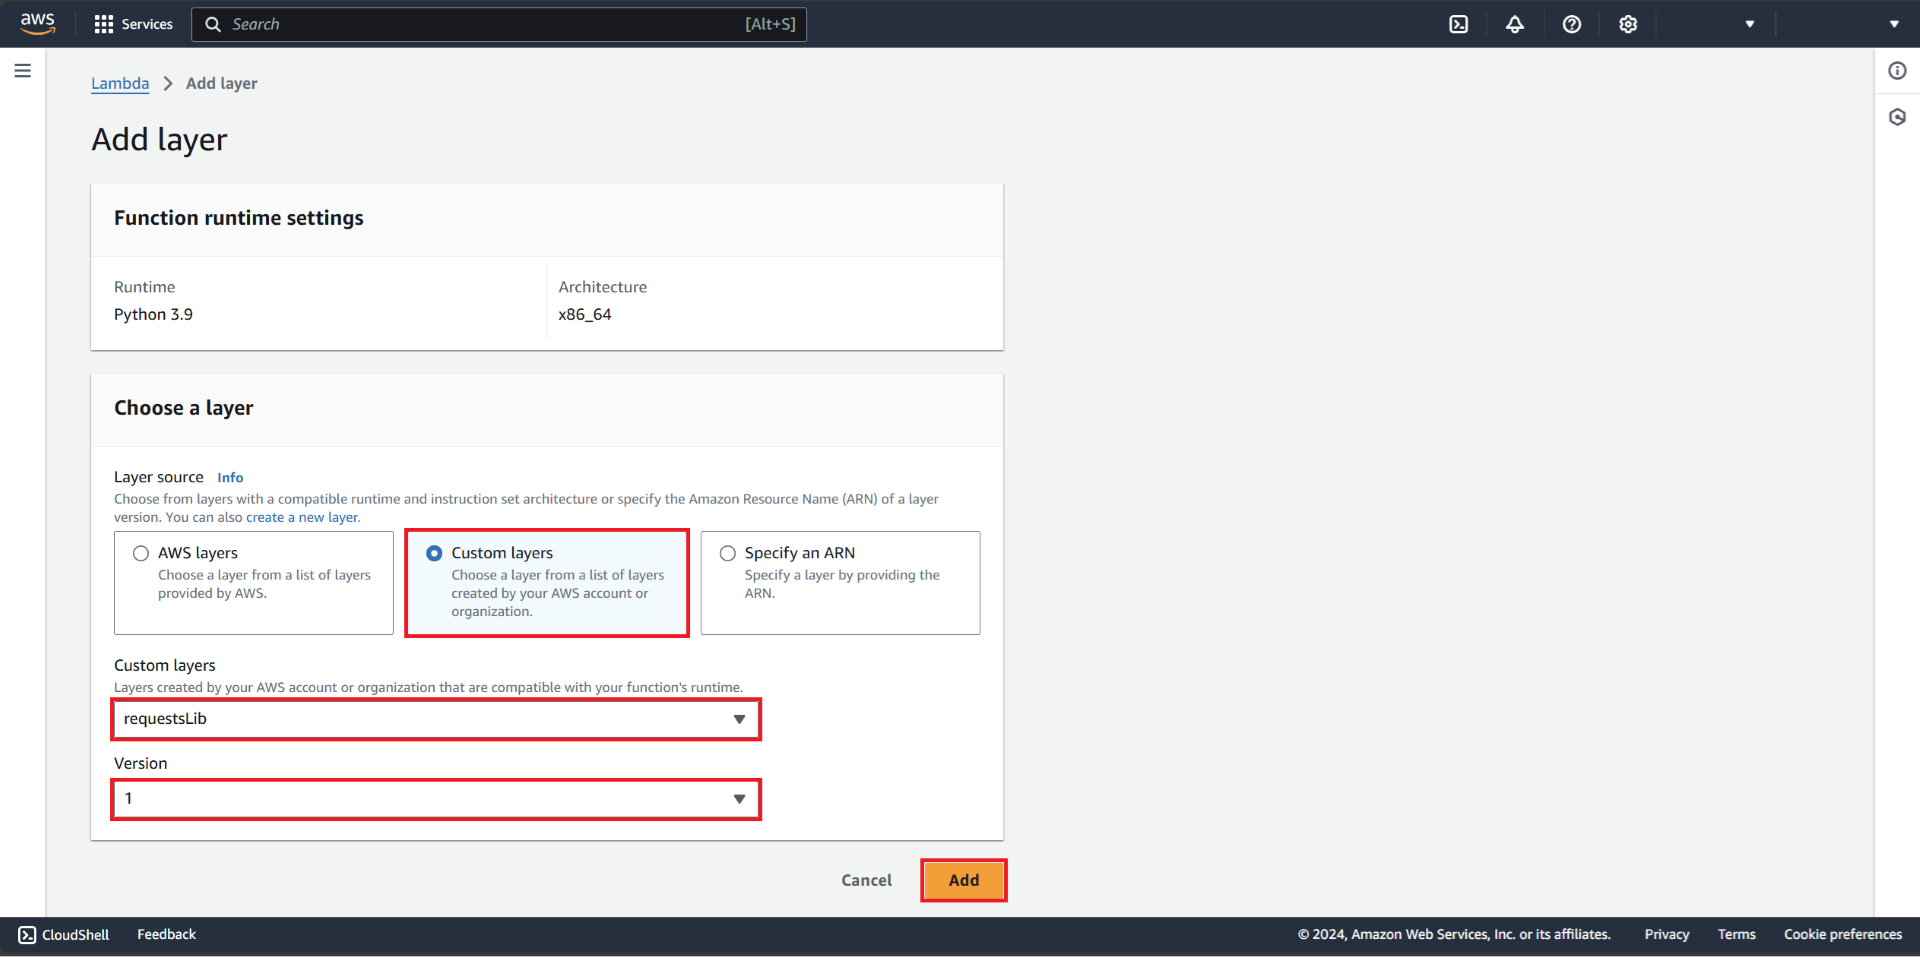 aws
Services
Search
[Alt+S]
Lambda
Add layer
Add layer
Function runtime settings
Runtime
Python 3.9
Architecture
x86_64
Choose a layer
Layer source Info
Choose from layers with a compatible runtime and instruction set architecture or specify the Amazon Resource Name (ARN) of a layer
version. You can also create a new layer.
AWS layers
Choose a layer from a list of layers
provided by AWS.
Custom layers
Choose a layer from a list of layers
created by your AWS account or
organization.
Specify an ARN
Specify a layer by providing the
ARN.
Custom layers
Layers created by your AWS account or organization that are compatible with your function's runtime.
requestsLib
Version
1
Cancel
Add
CloudShell
Feedback
© 2024, Amazon Web Services, Inc. or its affiliates.
Privacy
Terms
Cookie preferences